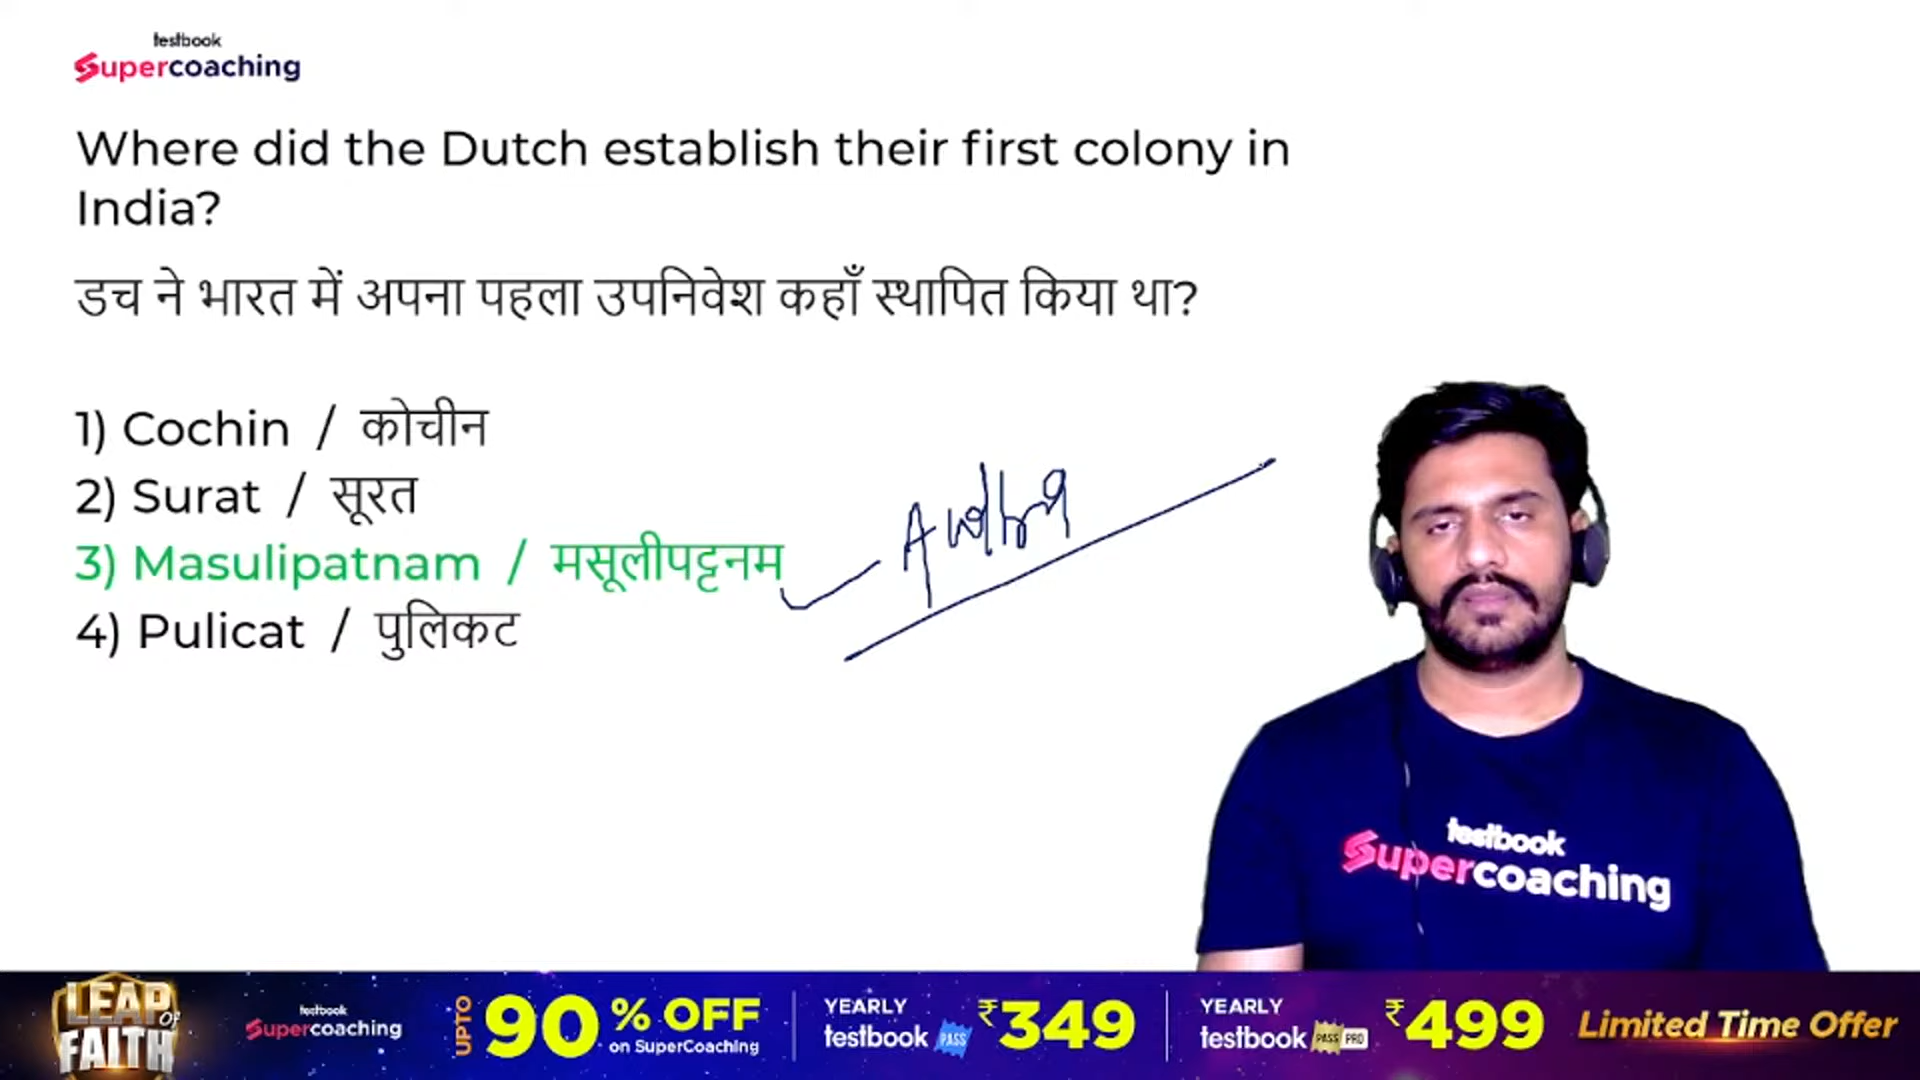 testbook
Supercoaching
Where did the Dutch establish their first colony in
India?
डच ने भारत में अपना पहला उपनिवेश कहाँ स्थापित किया था?
1) Cochin / कोचीन
2) Surat / सूरत
3) Masulipatnam / मसूलीपट्टनम
4) Pulicat / पुलिकट
Andhra
testbook
Supercoaching
LEAP OF
FAITH
testbook
Supercoaching
UPTO 90% OFF
on SuperCoaching
YEARLY
testbook PASS ₹349
YEARLY
testbook PASS PRO ₹499
Limited Time Offer